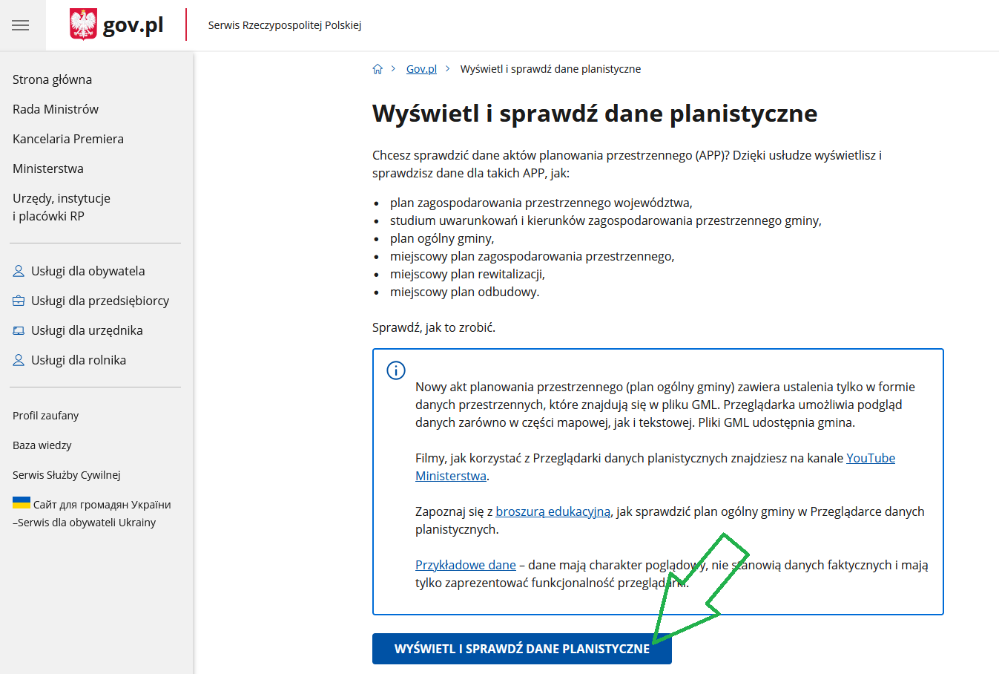 gov.pl
Serwis Rzeczypospolitej Polskiej
Strona główna
Rada Ministrów
Kancelaria Premiera
Ministerstwa
Urzędy, instytucje
i placówki RP
Usługi dla obywatela
Usługi dla przedsiębiorcy
Usługi dla urzędnika
Usługi dla rolnika
Profil zaufany
Baza wiedzy
Serwis Służby Cywilnej
Сайт для громадян України
–Serwis dla obywateli Ukrainy
Gov.pl
Wyświetl i sprawdź dane planistyczne
Wyświetl i sprawdź dane planistyczne
Chcesz sprawdzić dane aktów planowania przestrzennego (APP)? Dzięki usłudze wyświetlisz i
sprawdzisz dane dla takich APP, jak:
• plan zagospodarowania przestrzennego województwa,
• studium uwarunkowań i kierunków zagospodarowania przestrzennego gminy,
• plan ogólny gminy,
• miejscowy plan zagospodarowania przestrzennego,
• miejscowy plan rewitalizacji,
• miejscowy plan odbudowy.
Sprawdź, jak to zrobić.
Nowy akt planowania przestrzennego (plan ogólny gminy) zawiera ustalenia tylko w formie
danych przestrzennych, które znajdują się w pliku GML. Przeglądarka umożliwia podgląd
danych zarówno w części mapowej, jak i tekstowej. Pliki GML udostępnia gmina.
Filmy, jak korzystać z Przeglądarki danych planistycznych znajdziesz na kanale YouTube
Ministerstwa.
Zapoznaj się z broszurą edukacyjną, jak sprawdzić plan ogólny gminy w Przeglądarce danych
planistycznych.
Przykładowe dane – dane mają charakter poglądowy, nie stanowią danych faktycznych i mają
tylko zaprezentować funkcjonalność przeglądarki.
WYŚWIETL I SPRAWDŹ DANE PLANISTYCZNE